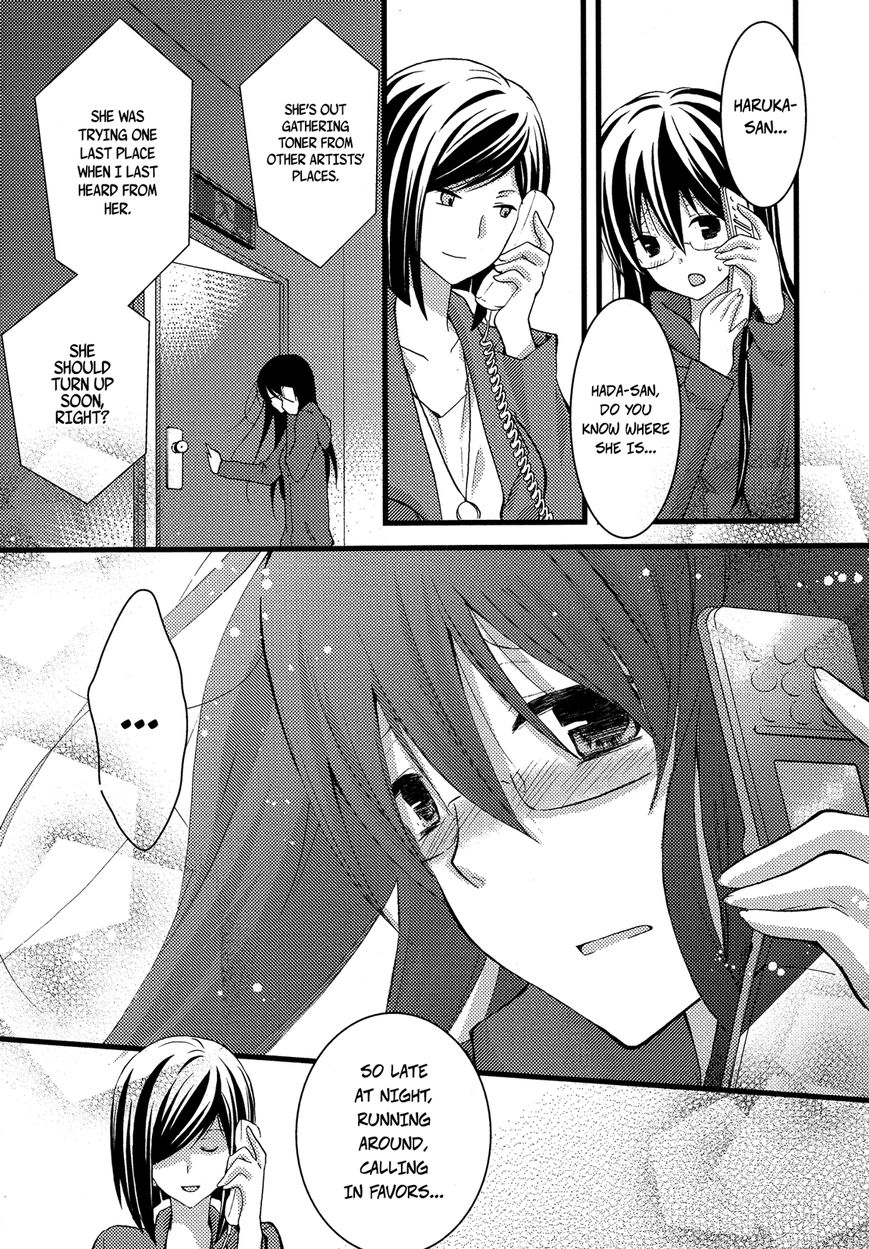 HARUKA-
SAN...
HADA-SAN,
DO YOU
KNOW WHERE
SHE IS...
SHE'S OUT
GATHERING
TONER FROM
OTHER ARTISTS'
PLACES.
SHE WAS
TRYING ONE
LAST PLACE
WHEN I LAST
HEARD FROM
HER.
SHE
SHOULD
TURN UP
SOON,
RIGHT?
...
SO LATE
AT NIGHT,
RUNNING
AROUND,
CALLING
IN FAVORS...